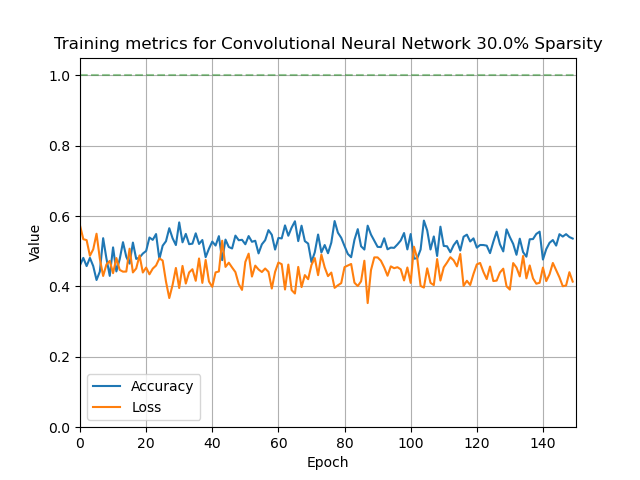 Training metrics for Convolutional Neural Network 30.0% Sparsity
1.0
0.8
0.6
0.4
0.2
0.0
Value
Accuracy
Loss
0 20 40 60 80 100 120 140
Epoch